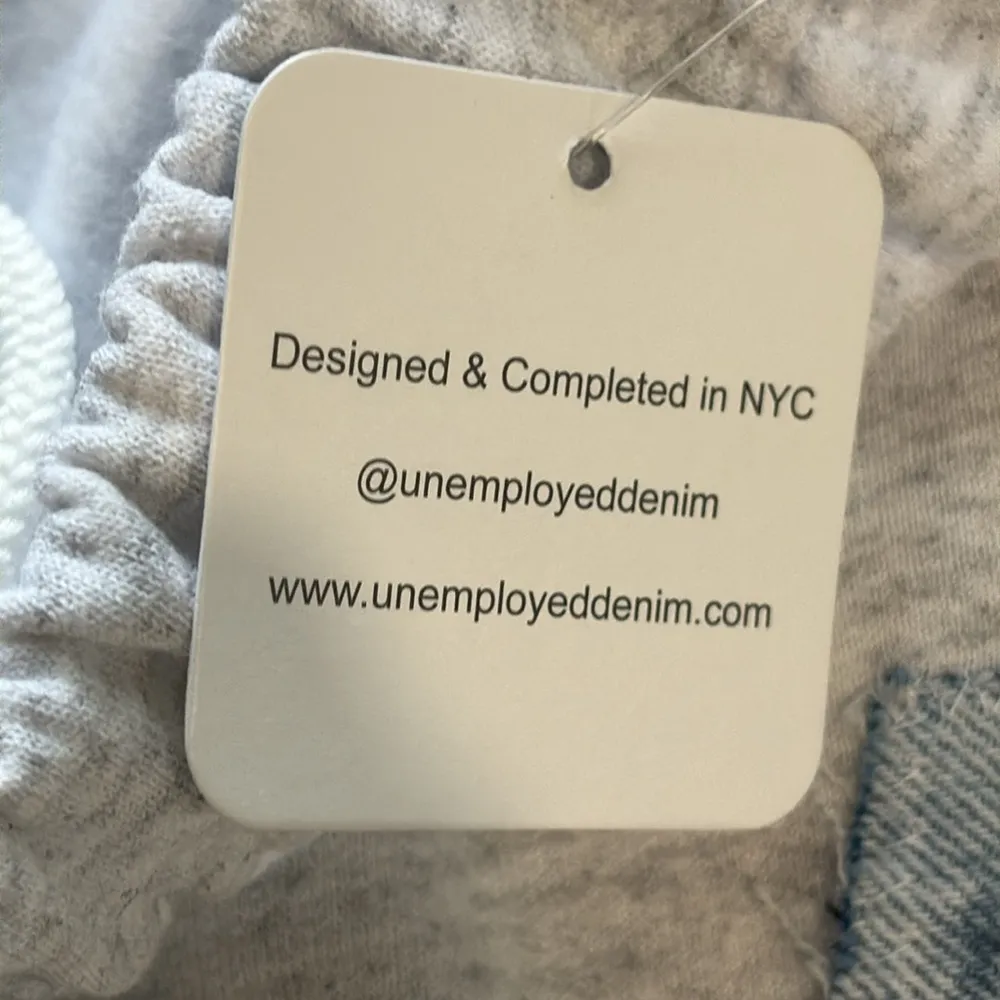 Designed & Completed in NYC
@unemployeddenim
www.unemployeddenim.com